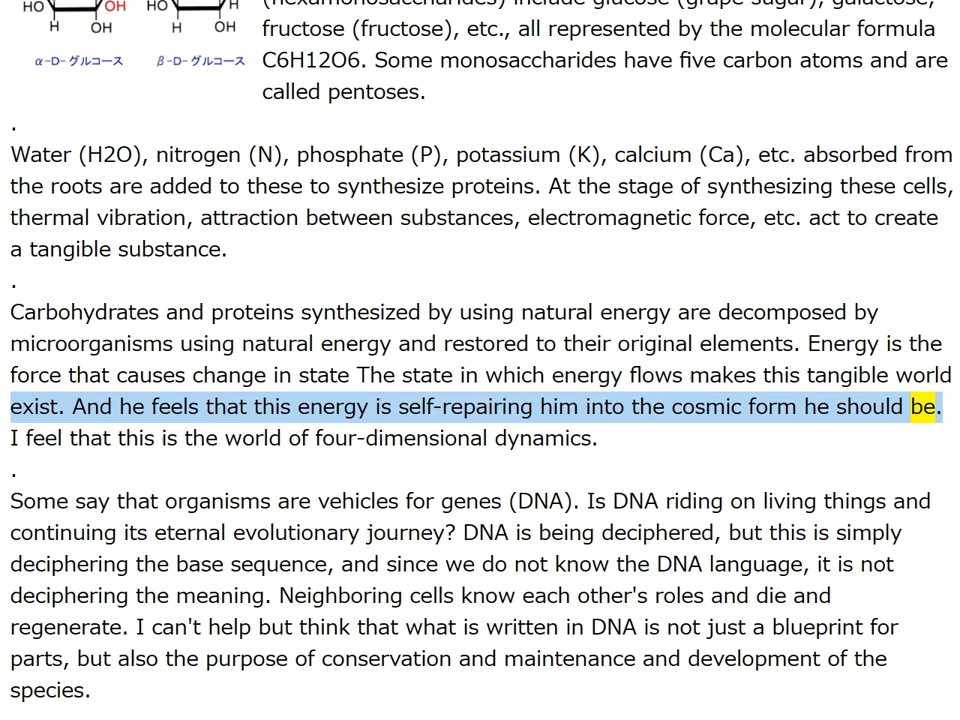 (hexamonosaccharides) include glucose (grape sugar), galactose,
HO OH HO H
fructose (fructose), etc., all represented by the molecular formula
H OH H OH
C6H12O6. Some monosaccharides have five carbon atoms and are
α-D-グルコース β-D-グルコース
called pentoses.
.
Water (H2O), nitrogen (N), phosphate (P), potassium (K), calcium (Ca), etc. absorbed from
the roots are added to these to synthesize proteins. At the stage of synthesizing these cells,
thermal vibration, attraction between substances, electromagnetic force, etc. act to create
a tangible substance.
.
Carbohydrates and proteins synthesized by using natural energy are decomposed by
microorganisms using natural energy and restored to their original elements. Energy is the
force that causes change in state The state in which energy flows makes this tangible world
exist. And he feels that this energy is self-repairing him into the cosmic form he should be.
I feel that this is the world of four-dimensional dynamics.
.
Some say that organisms are vehicles for genes (DNA). Is DNA riding on living things and
continuing its eternal evolutionary journey? DNA is being deciphered, but this is simply
deciphering the base sequence, and since we do not know the DNA language, it is not
deciphering the meaning. Neighboring cells know each other's roles and die and
regenerate. I can't help but think that what is written in DNA is not just a blueprint for
parts, but also the purpose of conservation and maintenance and development of the
species.